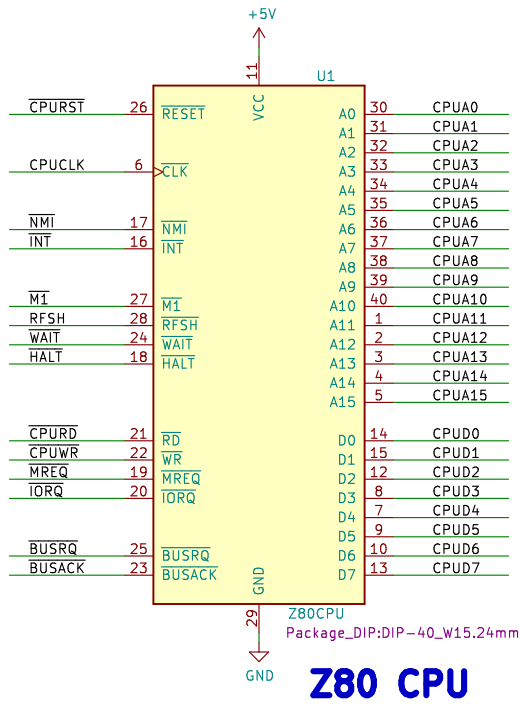 +5V
11
U1
VCC
CPURST 26 RESET A0 30 CPUA0
A1 31 CPUA1
A2 32 CPUA2
CPUCLK 6 CLK A3 33 CPUA3
A4 34 CPUA4
A5 35 CPUA5
NMI 17 NMI A6 36 CPUA6
INT 16 INT A7 37 CPUA7
A8 38 CPUA8
A9 39 CPUA9
M1 27 M1 A10 40 CPUA10
RFSH 28 RFSH A11 1 CPUA11
WAIT 24 WAIT A12 2 CPUA12
HALT 18 HALT A13 3 CPUA13
A14 4 CPUA14
A15 5 CPUA15
CPURD 21 RD D0 14 CPUD0
CPUWR 22 WR D1 15 CPUD1
MREQ 19 MREQ D2 12 CPUD2
IORQ 20 IORQ D3 8 CPUD3
D4 7 CPUD4
D5 9 CPUD5
BUSRQ 25 BUSRQ D6 10 CPUD6
BUSACK 23 BUSACK D7 13 CPUD7
GND
29
Z80CPU
Package_DIP:DIP-40_W15.24mm
GND
Z80 CPU